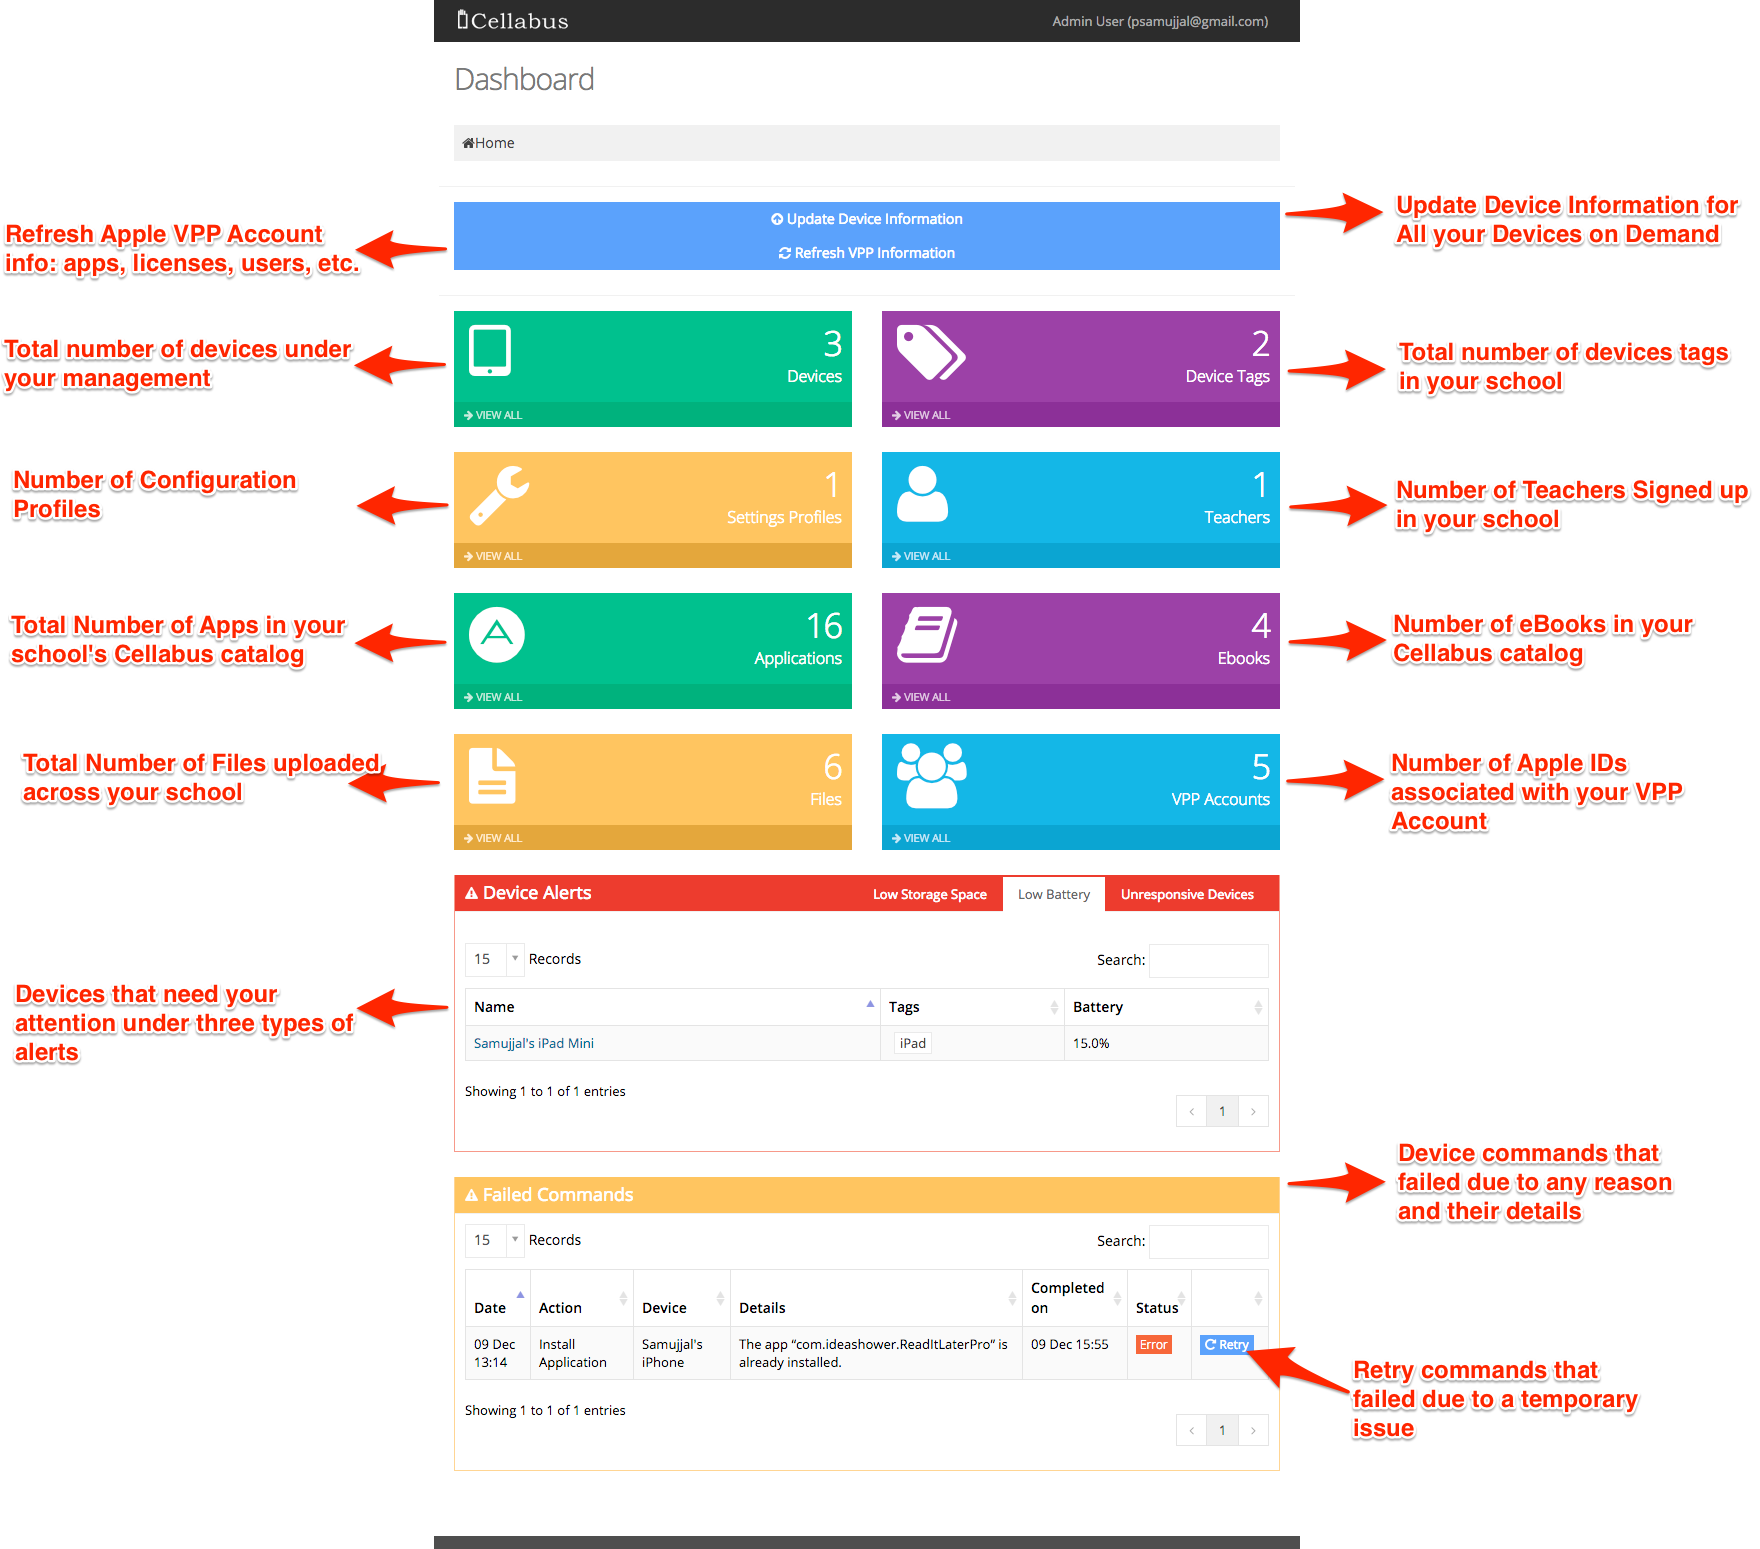 Cellabus
Admin User (psamujjal@gmail.com)
Dashboard
Home
Update Device Information
Refresh VPP Information
Refresh Apple VPP Account
info: apps, licenses, users, etc.
Update Device Information for
All your Devices on Demand
Total number of devices under
your management
3
Devices
VIEW ALL
2
Device Tags
VIEW ALL
Total number of devices tags
in your school
Number of Configuration
Profiles
1
Settings Profiles
VIEW ALL
1
Teachers
VIEW ALL
Number of Teachers Signed up
in your school
Total Number of Apps in your
school's Cellabus catalog
16
Applications
VIEW ALL
4
Ebooks
VIEW ALL
Number of eBooks in your
Cellabus catalog
Total Number of Files uploaded
across your school
6
Files
VIEW ALL
5
VPP Accounts
VIEW ALL
Number of Apple IDs
associated with your VPP
Account
Device Alerts
Low Storage Space
Low Battery
Unresponsive Devices
15 Records
Search:
Name
Tags
Battery
Samujjal's iPad Mini
iPad
15.0%
Showing 1 to 1 of 1 entries
< 1 >
Devices that need your
attention under three types of
alerts
Failed Commands
Device commands that
failed due to any reason
and their details
15 Records
Search:
Date
Action
Device
Details
Completed
on
Status
09 Dec
13:14
Install
Application
Samujjal's
iPhone
The app “com.ideashower.ReadItLaterPro” is
already installed.
09 Dec 15:55
Error
Retry
Showing 1 to 1 of 1 entries
< 1 >
Retry commands that
failed due to a temporary
issue